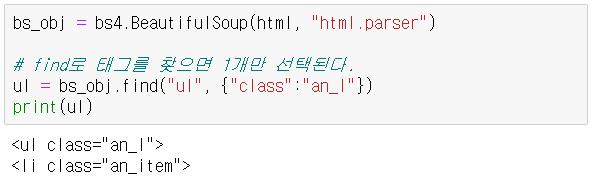 bs_obj = bs4.BeautifulSoup(html, "html.parser")
# find로 태그를 찾으면 1개만 선택된다.
ul = bs_obj.find("ul", {"class":"an_l"})
print(ul)
<ul class="an_l">
<li class="an_item">